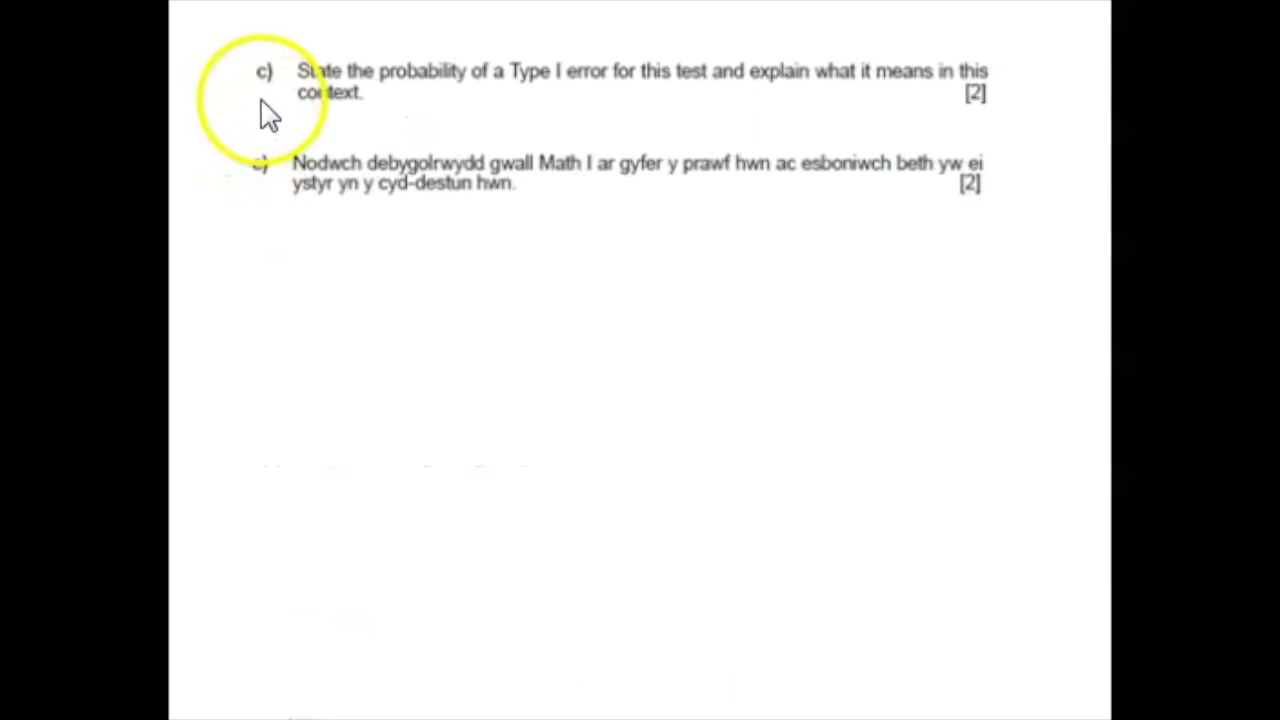 c) State the probability of a Type I error for this test and explain what it means in this
context. [2]
c) Nodwch debygolrwydd gwall Math I ar gyfer y prawf hwn ac esboniwch beth yw ei
ystyr yn y cyd-destun hwn. [2]